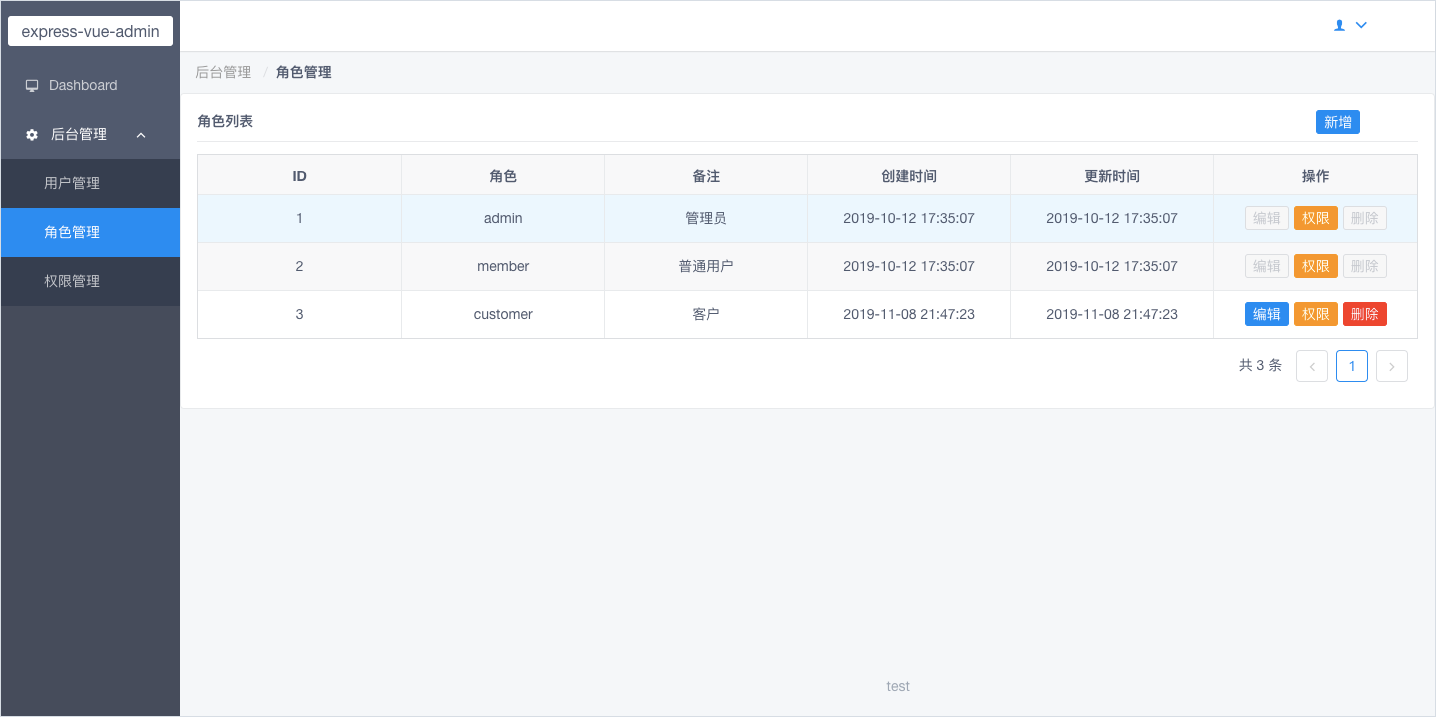 express-vue-admin
Dashboard
后台管理
用户管理
角色管理
权限管理
后台管理 / 角色管理
角色列表 新增
ID 角色 备注 创建时间 更新时间 操作
1 admin 管理员 2019-10-12 17:35:07 2019-10-12 17:35:07 编辑 权限 删除
2 member 普通用户 2019-10-12 17:35:07 2019-10-12 17:35:07 编辑 权限 删除
3 customer 客户 2019-11-08 21:47:23 2019-11-08 21:47:23 编辑 权限 删除
共 3 条 1
test